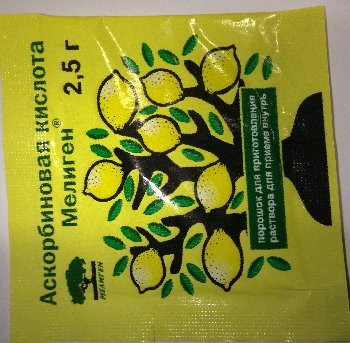 Аскорбиновая кислота
Мелиген® 2,5 г
порошок для приготовления
раствора для приема внутрь
МЕЛИГЕН